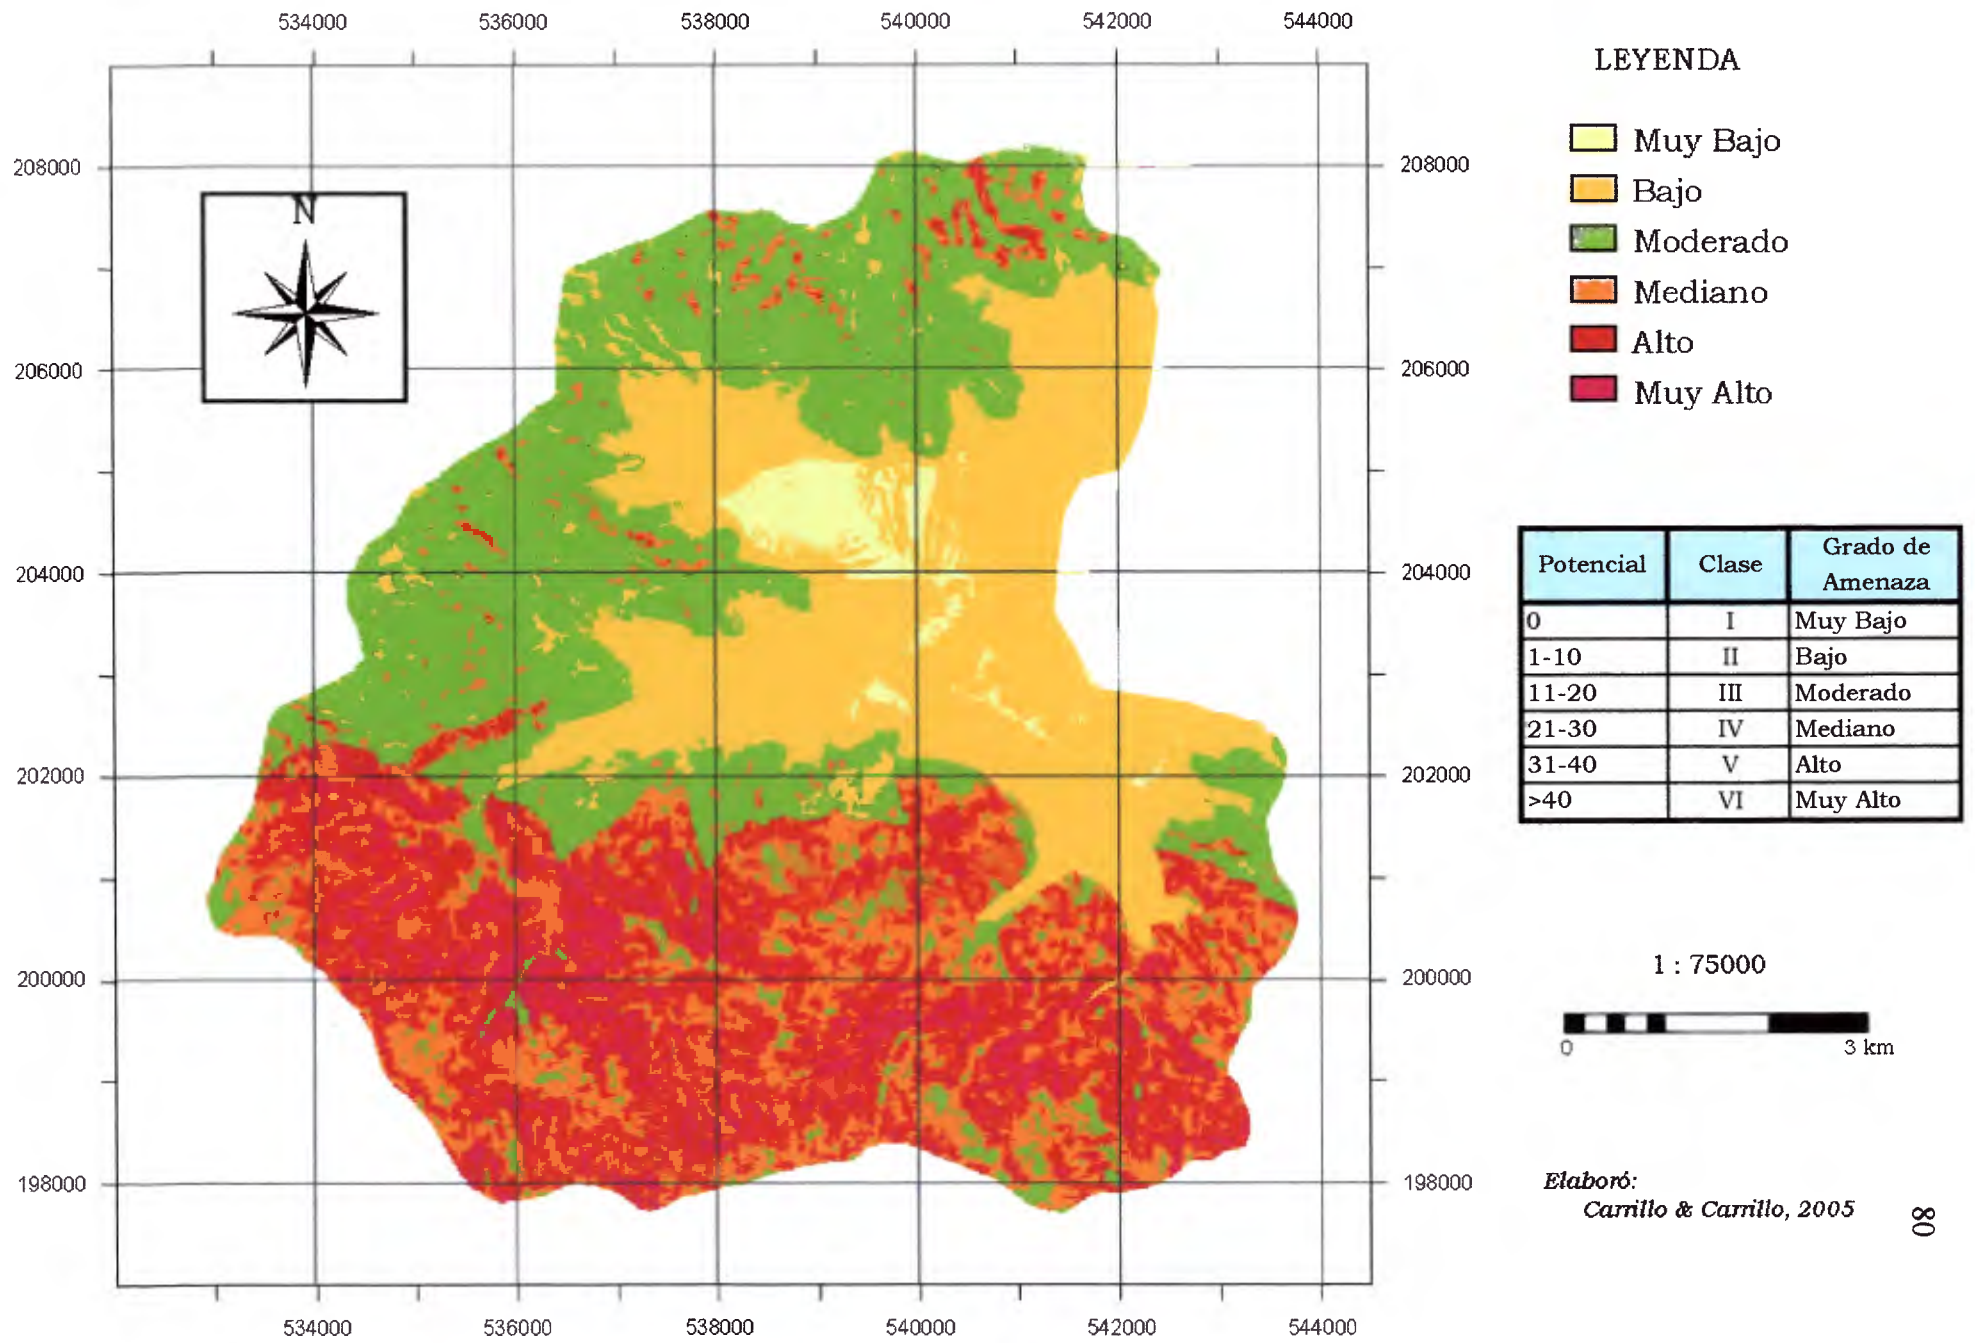 534000 536000 538000 540000 542000 544000
208000
206000
204000
202000
200000
198000
N
208000
206000
204000
202000
200000
198000
534000 536000 538000 540000 542000 544000
LEYENDA
Muy Bajo
Bajo
Moderado
Mediano
Alto
Muy Alto
Potencial Clase Grado de Amenaza
0 I Muy Bajo
1-10 II Bajo
11-20 III Moderado
21-30 IV Mediano
31-40 V Alto
>40 VI Muy Alto
1 : 75000
0 3 km
Elaboró:
Carrillo & Carrillo, 2005
80